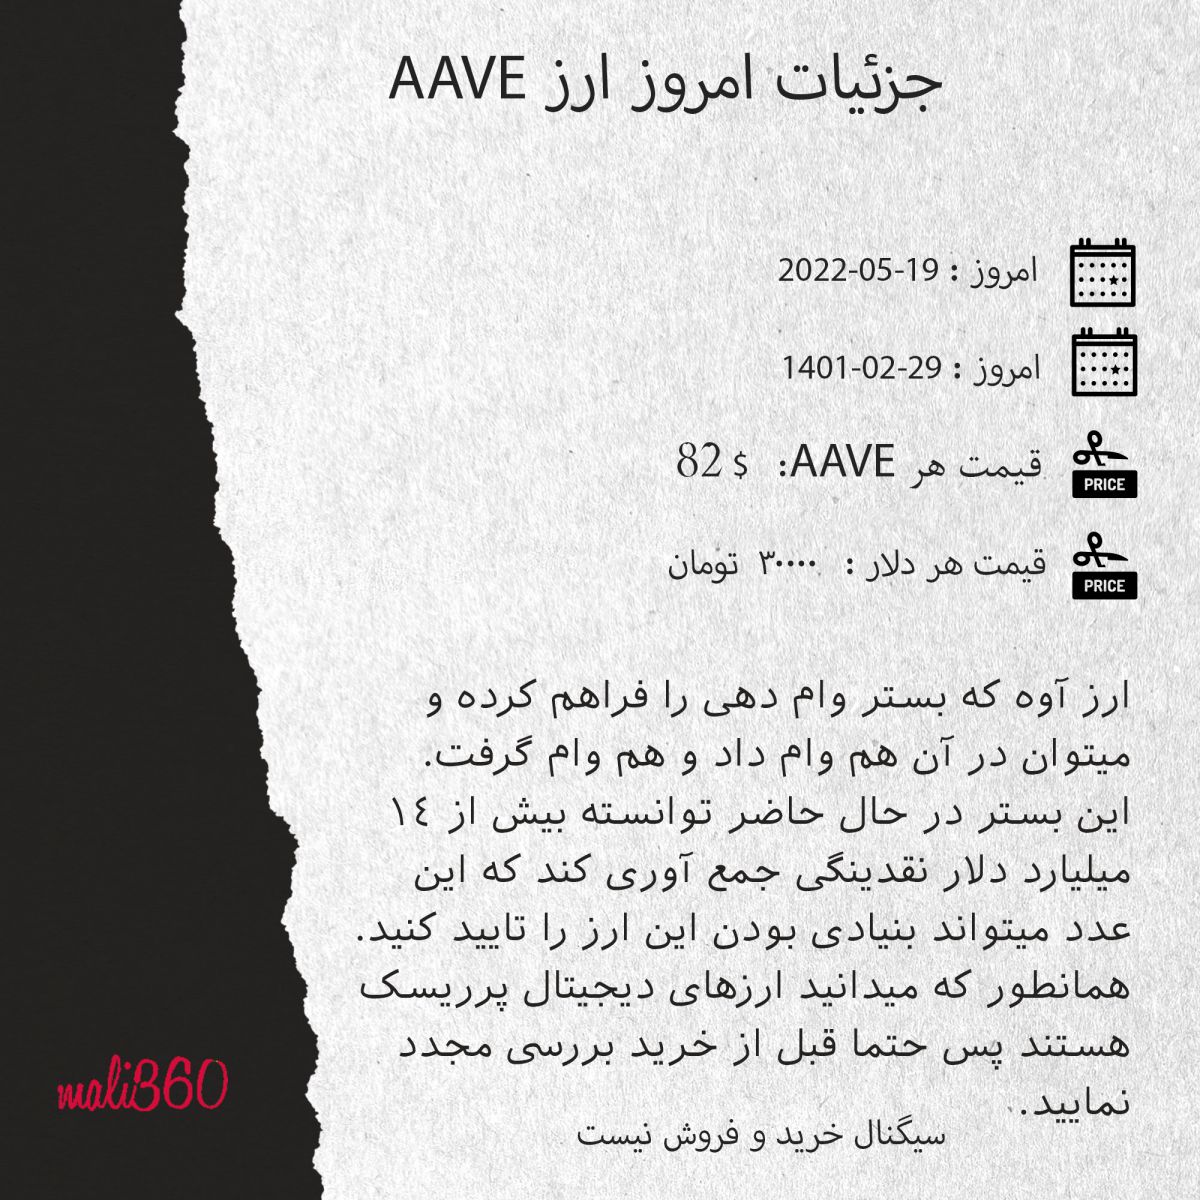 جزئیات امروز ارز AAVE
امروز : 2022-05-19
امروز : 1401-02-29
قیمت هر AAVE: 82 $
PRICE
قیمت هر دلار : ۳۰۰۰۰ تومان
PRICE
ارز آوه که بستر وام دهی را فراهم کرده و
میتوان در آن هم وام داد و هم وام گرفت.
این بستر در حال حاضر توانسته بیش از ١٤
میلیارد دلار نقدینگی جمع آوری کند که این
عدد میتواند بنیادی بودن این ارز را تایید کنید.
همانطور که میدانید ارزهای دیجیتال پرریسک
هستند پس حتما قبل از خرید بررسی مجدد
نمایید.
سیگنال خرید و فروش نیست
mali360